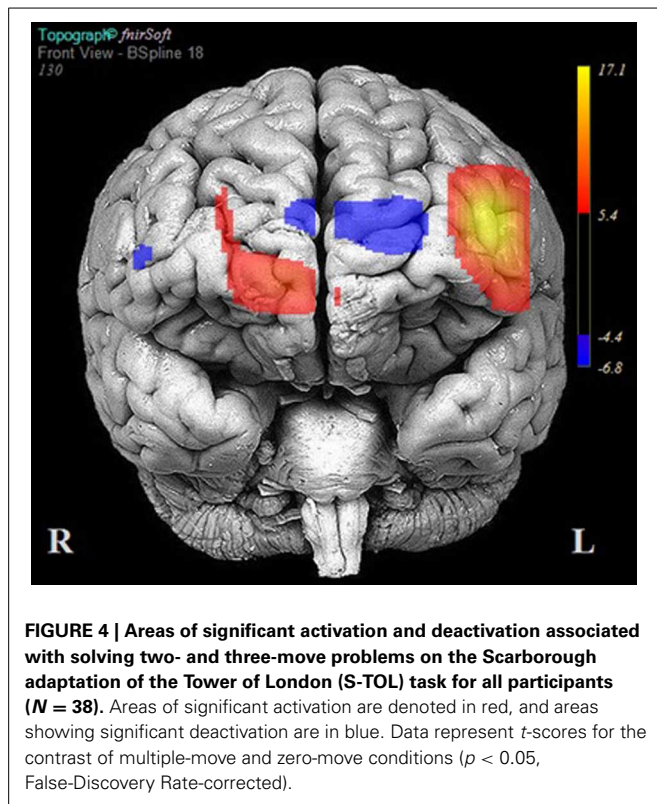 Topograph© fnirSoft
Front View - BSpline 18
130
17.1
5.4
-4.4
-6.8
R
L
FIGURE 4 | Areas of significant activation and deactivation associated
with solving two- and three-move problems on the Scarborough
adaptation of the Tower of London (S-TOL) task for all participants
(N = 38). Areas of significant activation are denoted in red, and areas
showing significant deactivation are in blue. Data represent t-scores for the
contrast of multiple-move and zero-move conditions (p < 0.05,
False-Discovery Rate-corrected).